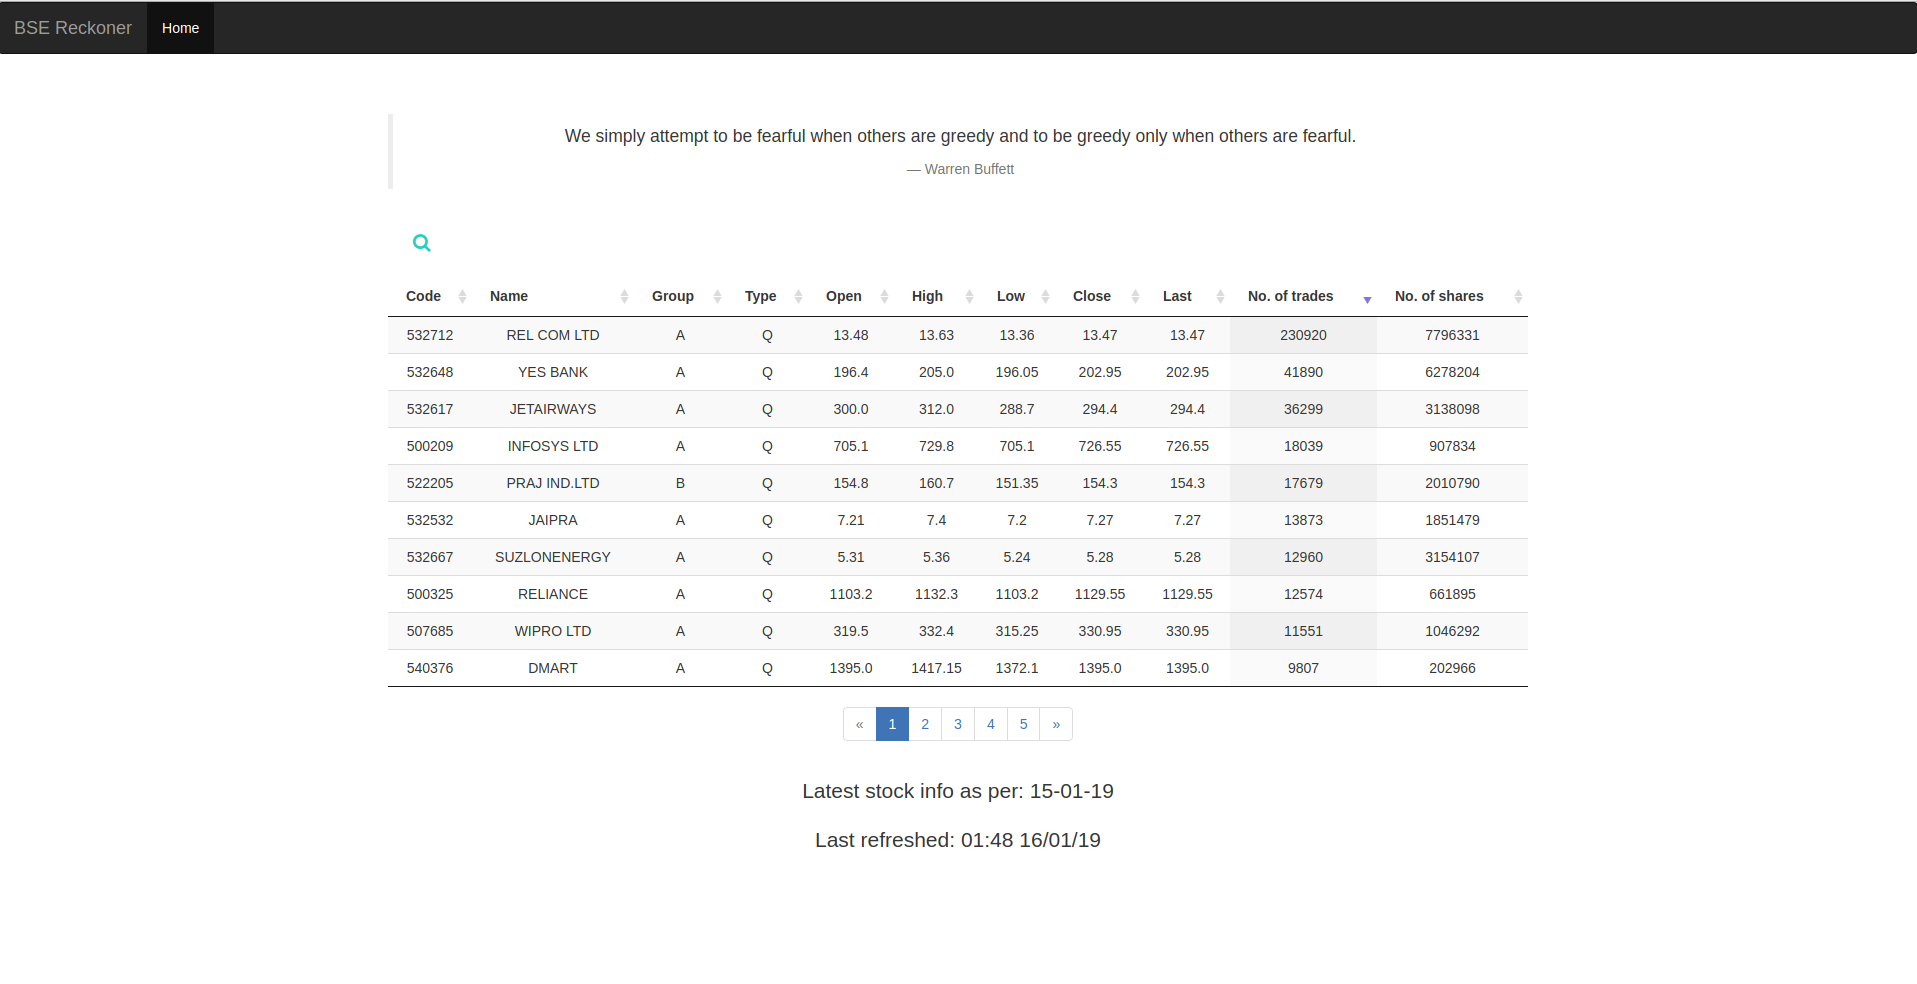 BSE Reckoner Home
We simply attempt to be fearful when others are greedy and to be greedy only when others are fearful.
— Warren Buffett
Code Name Group Type Open High Low Close Last No. of trades No. of shares
532712 REL COM LTD A Q 13.48 13.63 13.36 13.47 13.47 230920 7796331
532648 YES BANK A Q 196.4 205.0 196.05 202.95 202.95 41890 6278204
532617 JETAIRWAYS A Q 300.0 312.0 288.7 294.4 294.4 36299 3138098
500209 INFOSYS LTD A Q 705.1 729.8 705.1 726.55 726.55 18039 907834
522205 PRAJ IND.LTD B Q 154.8 160.7 151.35 154.3 154.3 17679 2010790
532532 JAIPRA A Q 7.21 7.4 7.2 7.27 7.27 13873 1851479
532667 SUZLONENERGY A Q 5.31 5.36 5.24 5.28 5.28 12960 3154107
500325 RELIANCE A Q 1103.2 1132.3 1103.2 1129.55 1129.55 12574 661895
507685 WIPRO LTD A Q 319.5 332.4 315.25 330.95 330.95 11551 1046292
540376 DMART A Q 1395.0 1417.15 1372.1 1395.0 1395.0 9807 202966
« 1 2 3 4 5 »
Latest stock info as per: 15-01-19
Last refreshed: 01:48 16/01/19